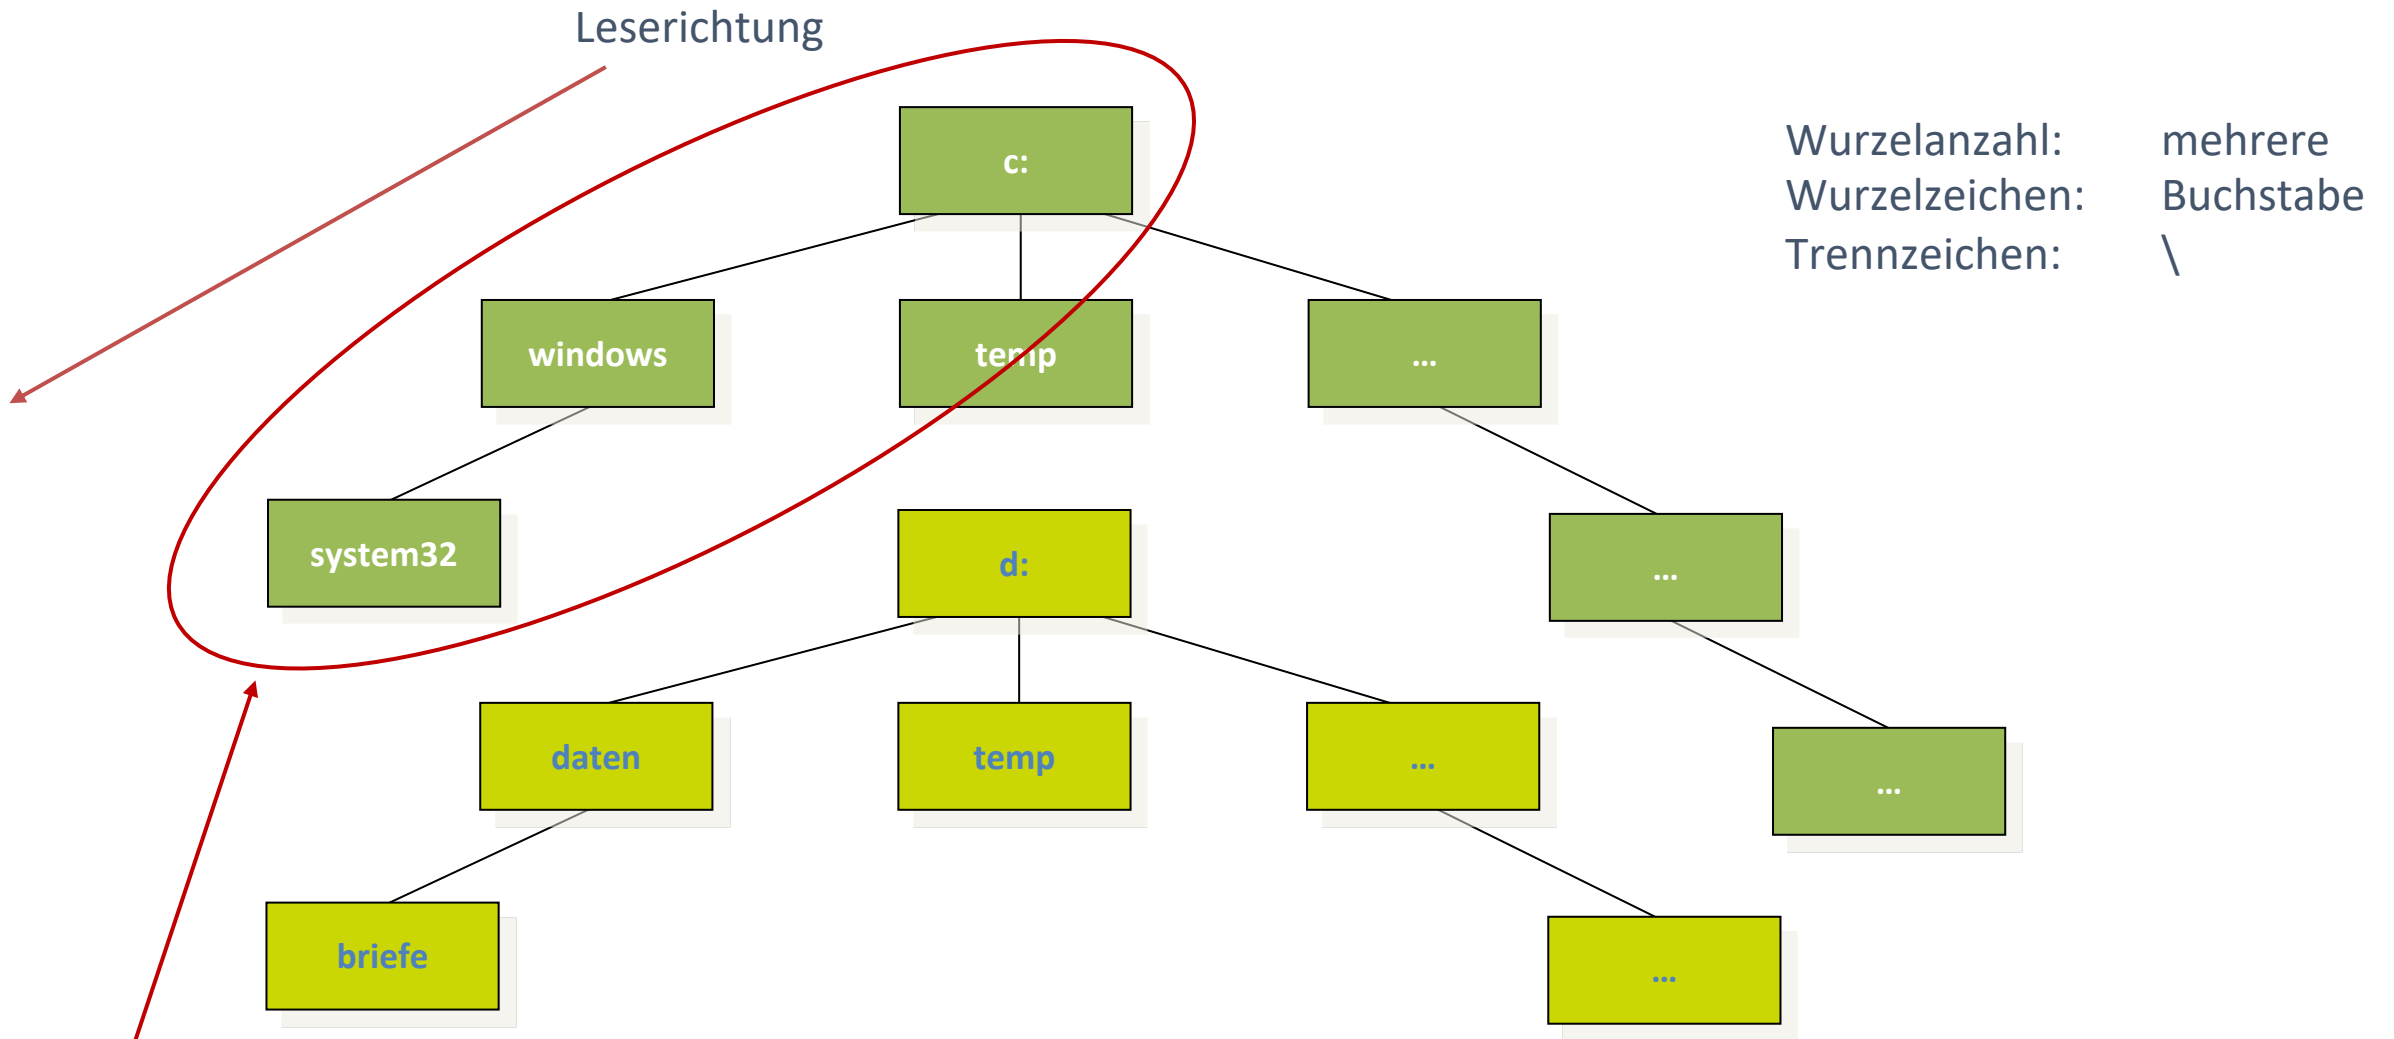 Leserichtung
Wurzelanzahl: mehrere
Wurzelzeichen: Buchstabe
Trennzeichen: \
c:
windows
temp
...
system32
...
...
d:
daten
temp
...
briefe
...